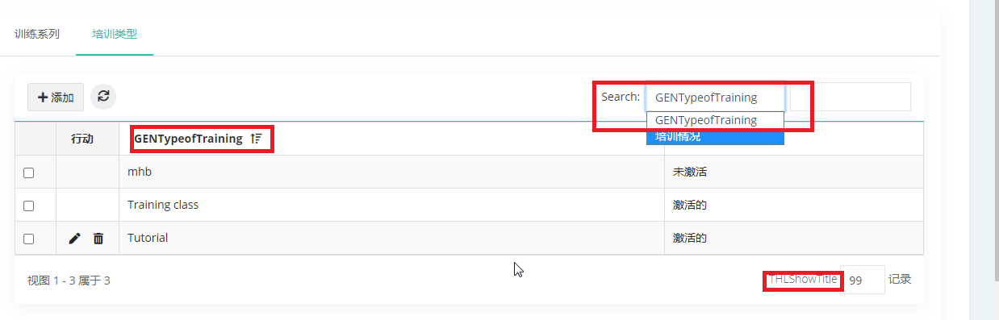 训练系列 培训类型
添加 Search: GENTypeofTraining
GENTypeofTraining
培训情况
行动 GENTypeofTraining
mhb 未激活
Training class 激活的
Tutorial 激活的
视图 1 - 3 属于 3 THLShowTitle 99 记录